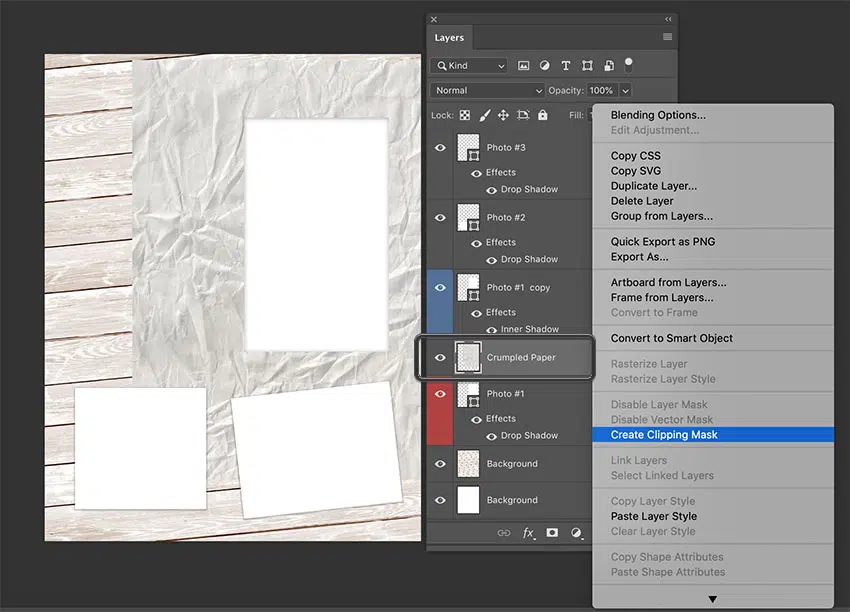 Layers
Kind
Normal Opacity: 100%
Lock: Fill:
Photo #3
Effects
Drop Shadow
Photo #2
Effects
Drop Shadow
Photo #1 copy
Effects
Inner Shadow
Crumpled Paper
Photo #1
Effects
Drop Shadow
Background
Background
fx
Blending Options...
Edit Adjustment...
Copy CSS
Copy SVG
Duplicate Layer...
Delete Layer
Group from Layers...
Quick Export as PNG
Export As...
Artboard from Layers...
Frame from Layers...
Convert to Frame
Convert to Smart Object
Rasterize Layer
Rasterize Layer Style
Disable Layer Mask
Disable Vector Mask
Create Clipping Mask
Link Layers
Select Linked Layers
Copy Layer Style
Paste Layer Style
Clear Layer Style
Copy Shape Attributes
Paste Shape Attributes